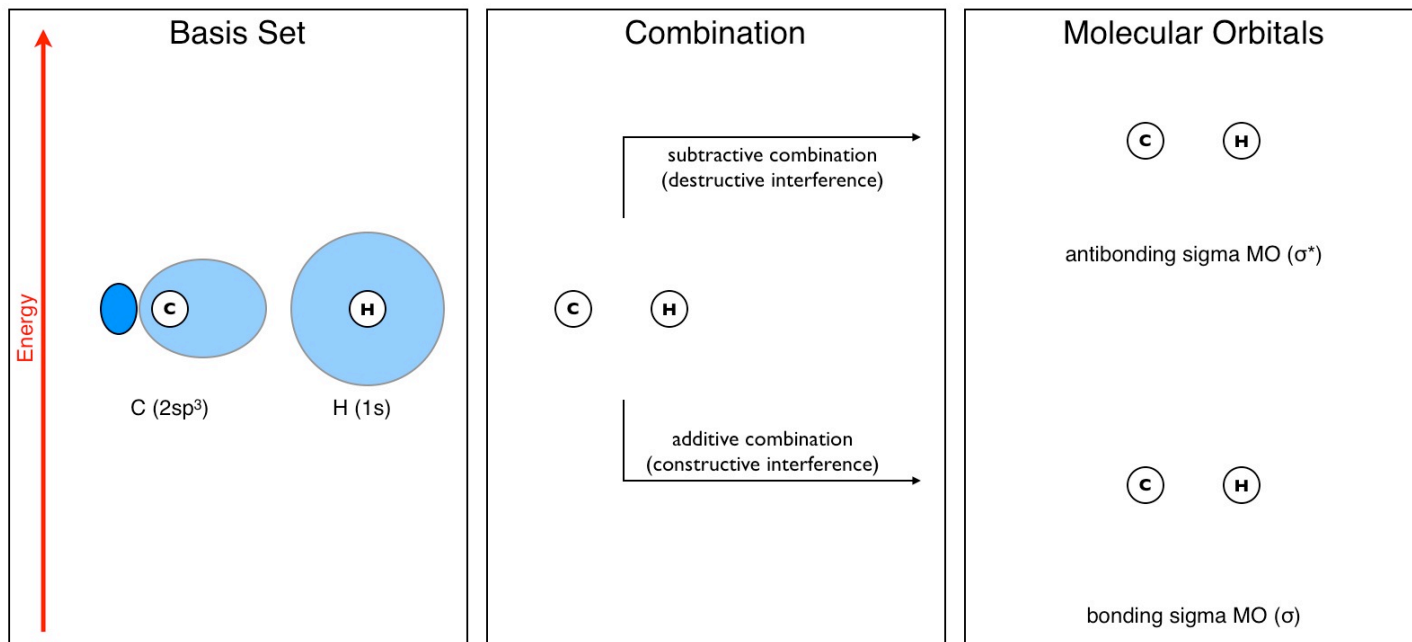 Basis Set
Energy
C
H
C (2sp³)
H (1s)
Combination
subtractive combination
(destructive interference)
C
H
additive combination
(constructive interference)
Molecular Orbitals
C
H
antibonding sigma MO (σ*)
C
H
bonding sigma MO (σ)